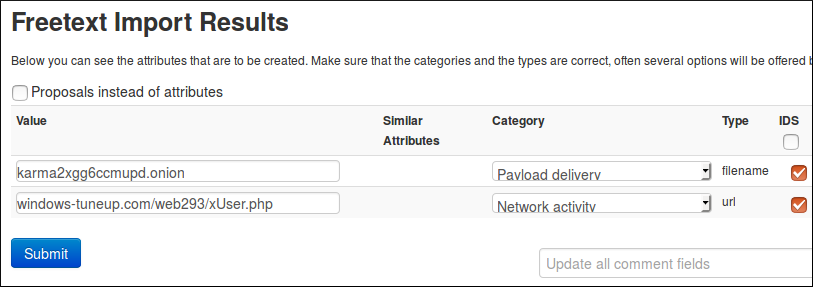 Freetext Import Results
Below you can see the attributes that are to be created. Make sure that the categories and the types are correct, often several options will be offered
Proposals instead of attributes
Value Similar Attributes Category Type IDS
karma2xgg6ccmupd.onion Payload delivery filename
windows-tuneup.com/web293/xUser.php Network activity url
Submit
Update all comment fields